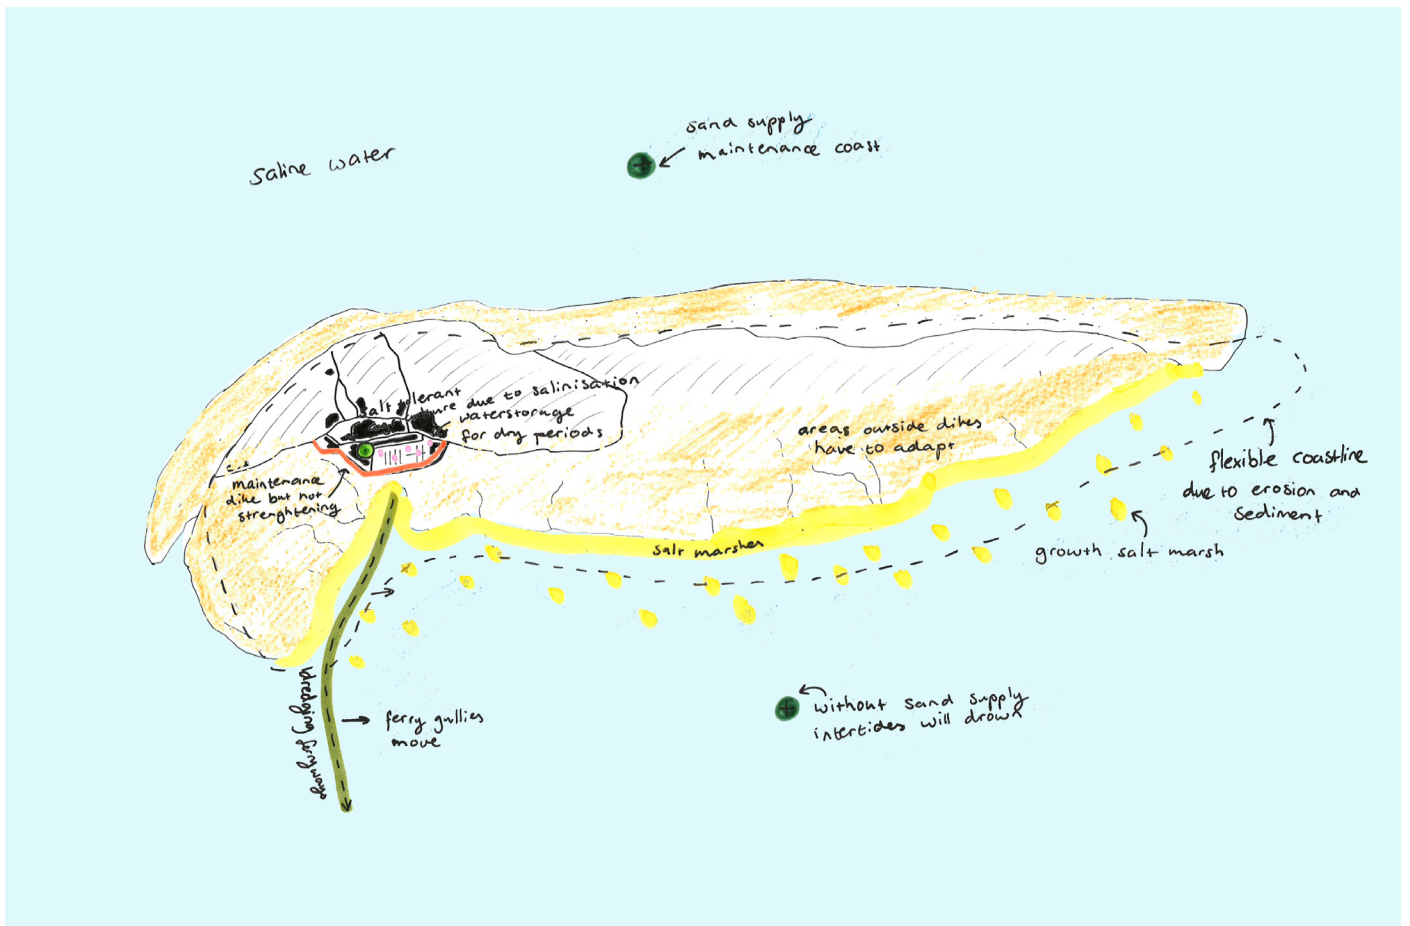 saline water
sand supply
maintenance coast
salt tolerant
due to salinisation
waterstorage
for dry periods
areas outside dikes
have to adapt
maintenance
dike but not
strenghtening
flexible coastline
due to erosion and
sediment
growth salt marsh
salt marshes
ferry gullies
move
without sand supply
intertides will drown